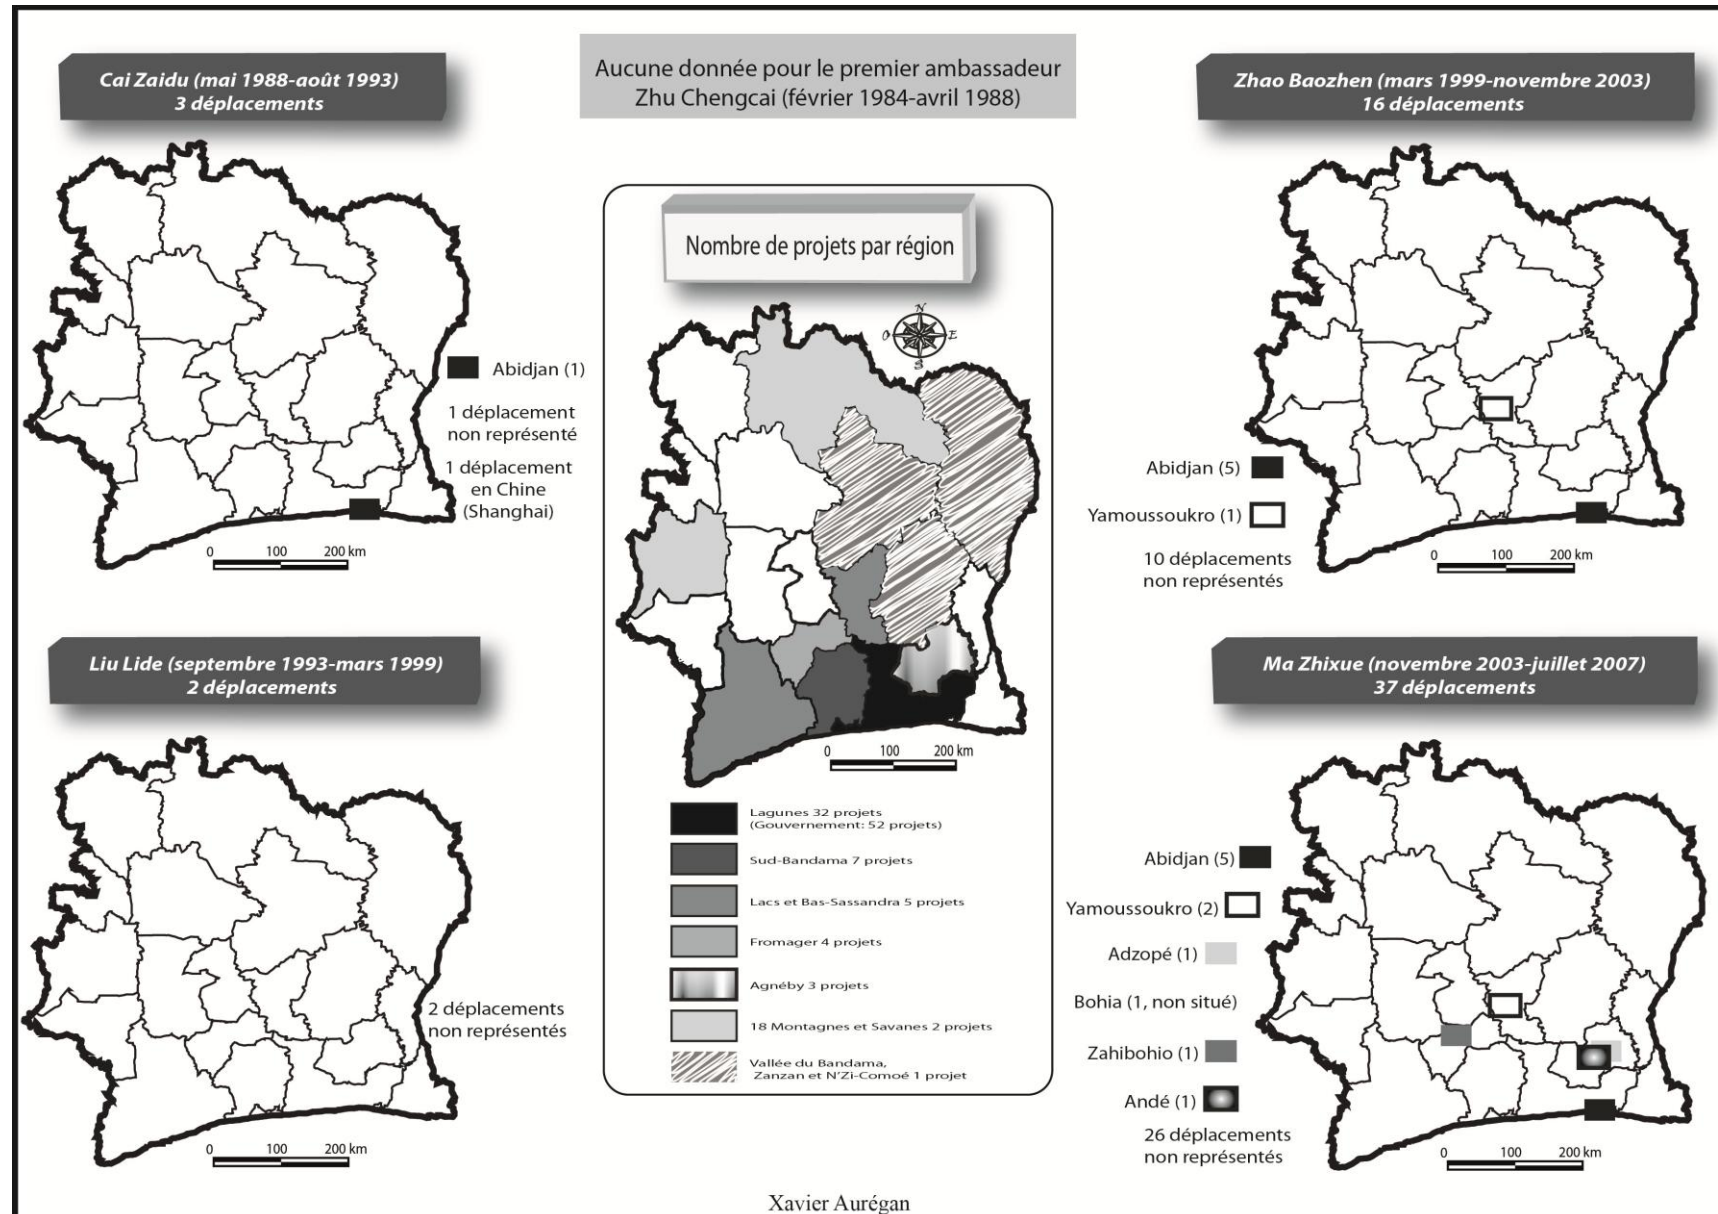 Cai Zaidu (mai 1988-août 1993)
3 déplacements
Abidjan (1)
1 déplacement
non représenté
1 déplacement
en Chine
(Shanghai)
0 100 200 km
Liu Lide (septembre 1993-mars 1999)
2 déplacements
2 déplacements
non représentés
0 100 200 km
Aucune donnée pour le premier ambassadeur
Zhu Chengcai (février 1984-avril 1988)
Nombre de projets par région
N
O E
S
0 100 200 km
Lagunes 32 projets
(Gouvernement: 52 projets)
Sud-Bandama 7 projets
Lacs et Bas-Sassandra 5 projets
Fromager 4 projets
Agnéby 3 projets
18 Montagnes et Savanes 2 projets
Vallée du Bandama,
Zanzan et N'Zi-Comoé 1 projet
Zhao Baozhen (mars 1999-novembre 2003)
16 déplacements
Abidjan (5)
Yamoussoukro (1)
10 déplacements
non représentés
0 100 200 km
Ma Zhixue (novembre 2003-juillet 2007)
37 déplacements
Abidjan (5)
Yamoussoukro (2)
Adzopé (1)
Bohia (1, non situé)
Zahibohio (1)
Andé (1)
26 déplacements
non représentés
0 100 200 km
Xavier Aurégan